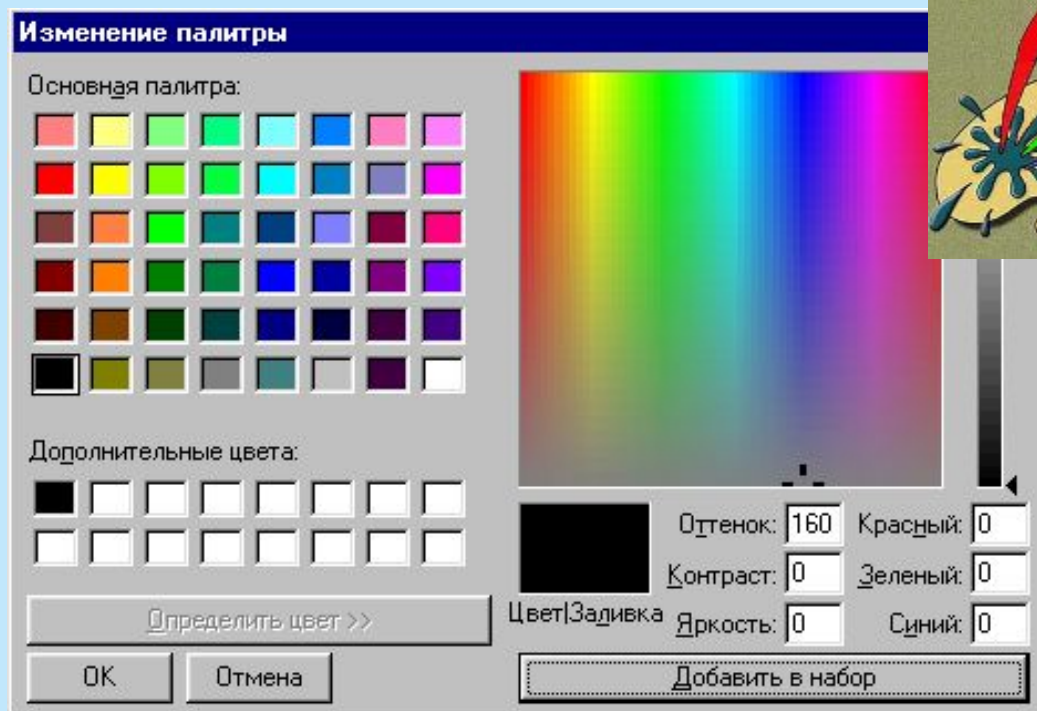 Изменение палитры
Основная палитра:
Дополнительные цвета:
Определить цвет >>
ОК
Отмена
Цвет|Заливка
Оттенок: 160
Контраст: 0
Яркость: 0
Красный: 0
Зеленый: 0
Синий: 0
Добавить в набор